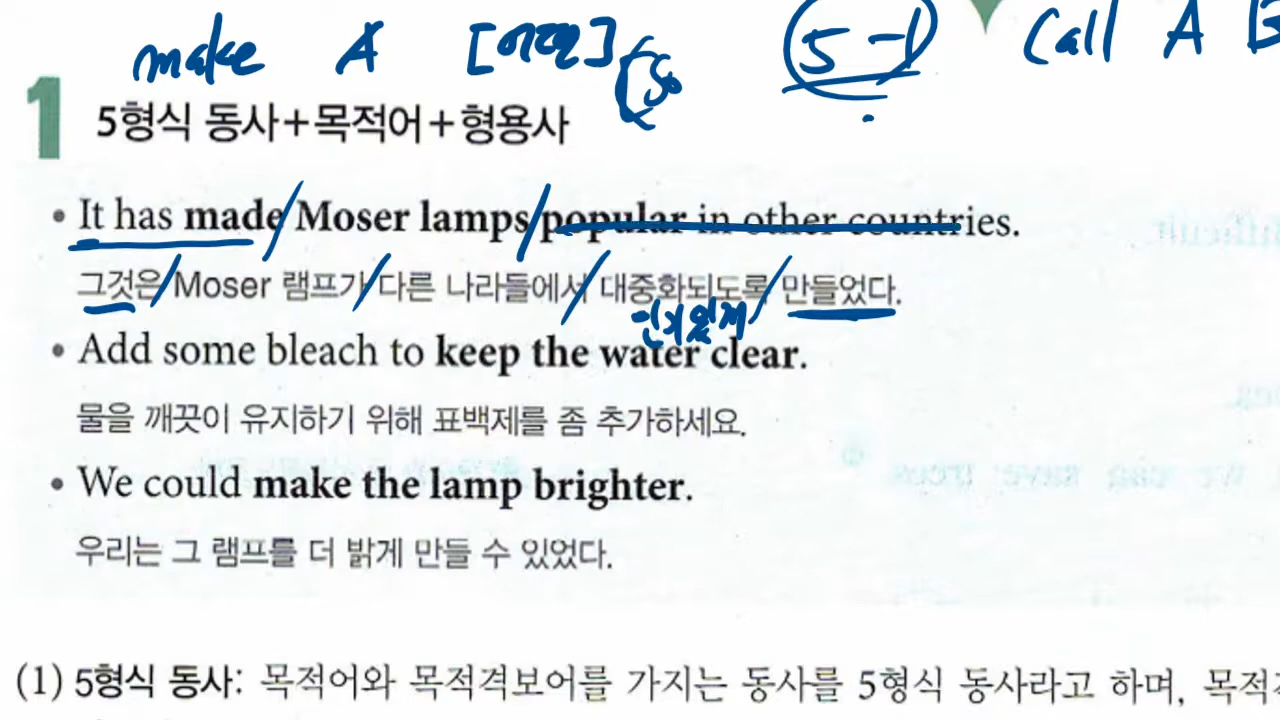 make A [형용]
5-1 Call A
1 5형식 동사+목적어+형용사
• It has made/Moser lamps/popular in other countries.
그것은/Moser 램프가/다른 나라들에서/대중화되도록/만들었다.
인기있게
• Add some bleach to keep the water clear.
물을 깨끗이 유지하기 위해 표백제를 좀 추가하세요.
• We could make the lamp brighter.
우리는 그 램프를 더 밝게 만들 수 있었다.
(1) 5형식 동사: 목적어와 목적격보어를 가지는 동사를 5형식 동사라고 하며, 목적